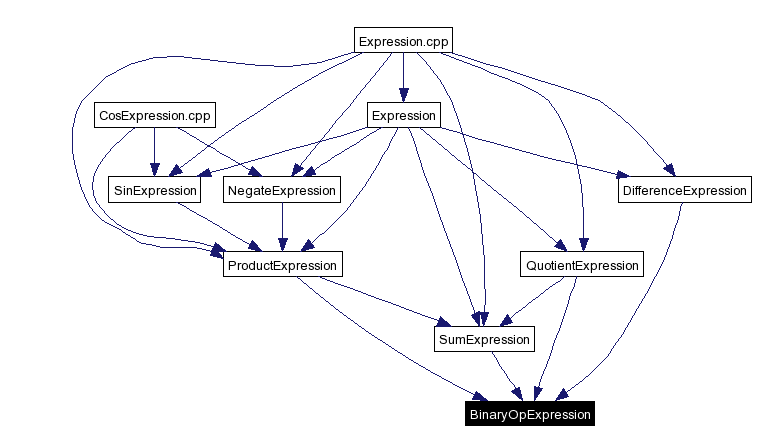 Expression.cpp
CosExpression.cpp
Expression
SinExpression
NegateExpression
DifferenceExpression
ProductExpression
QuotientExpression
SumExpression
BinaryOpExpression